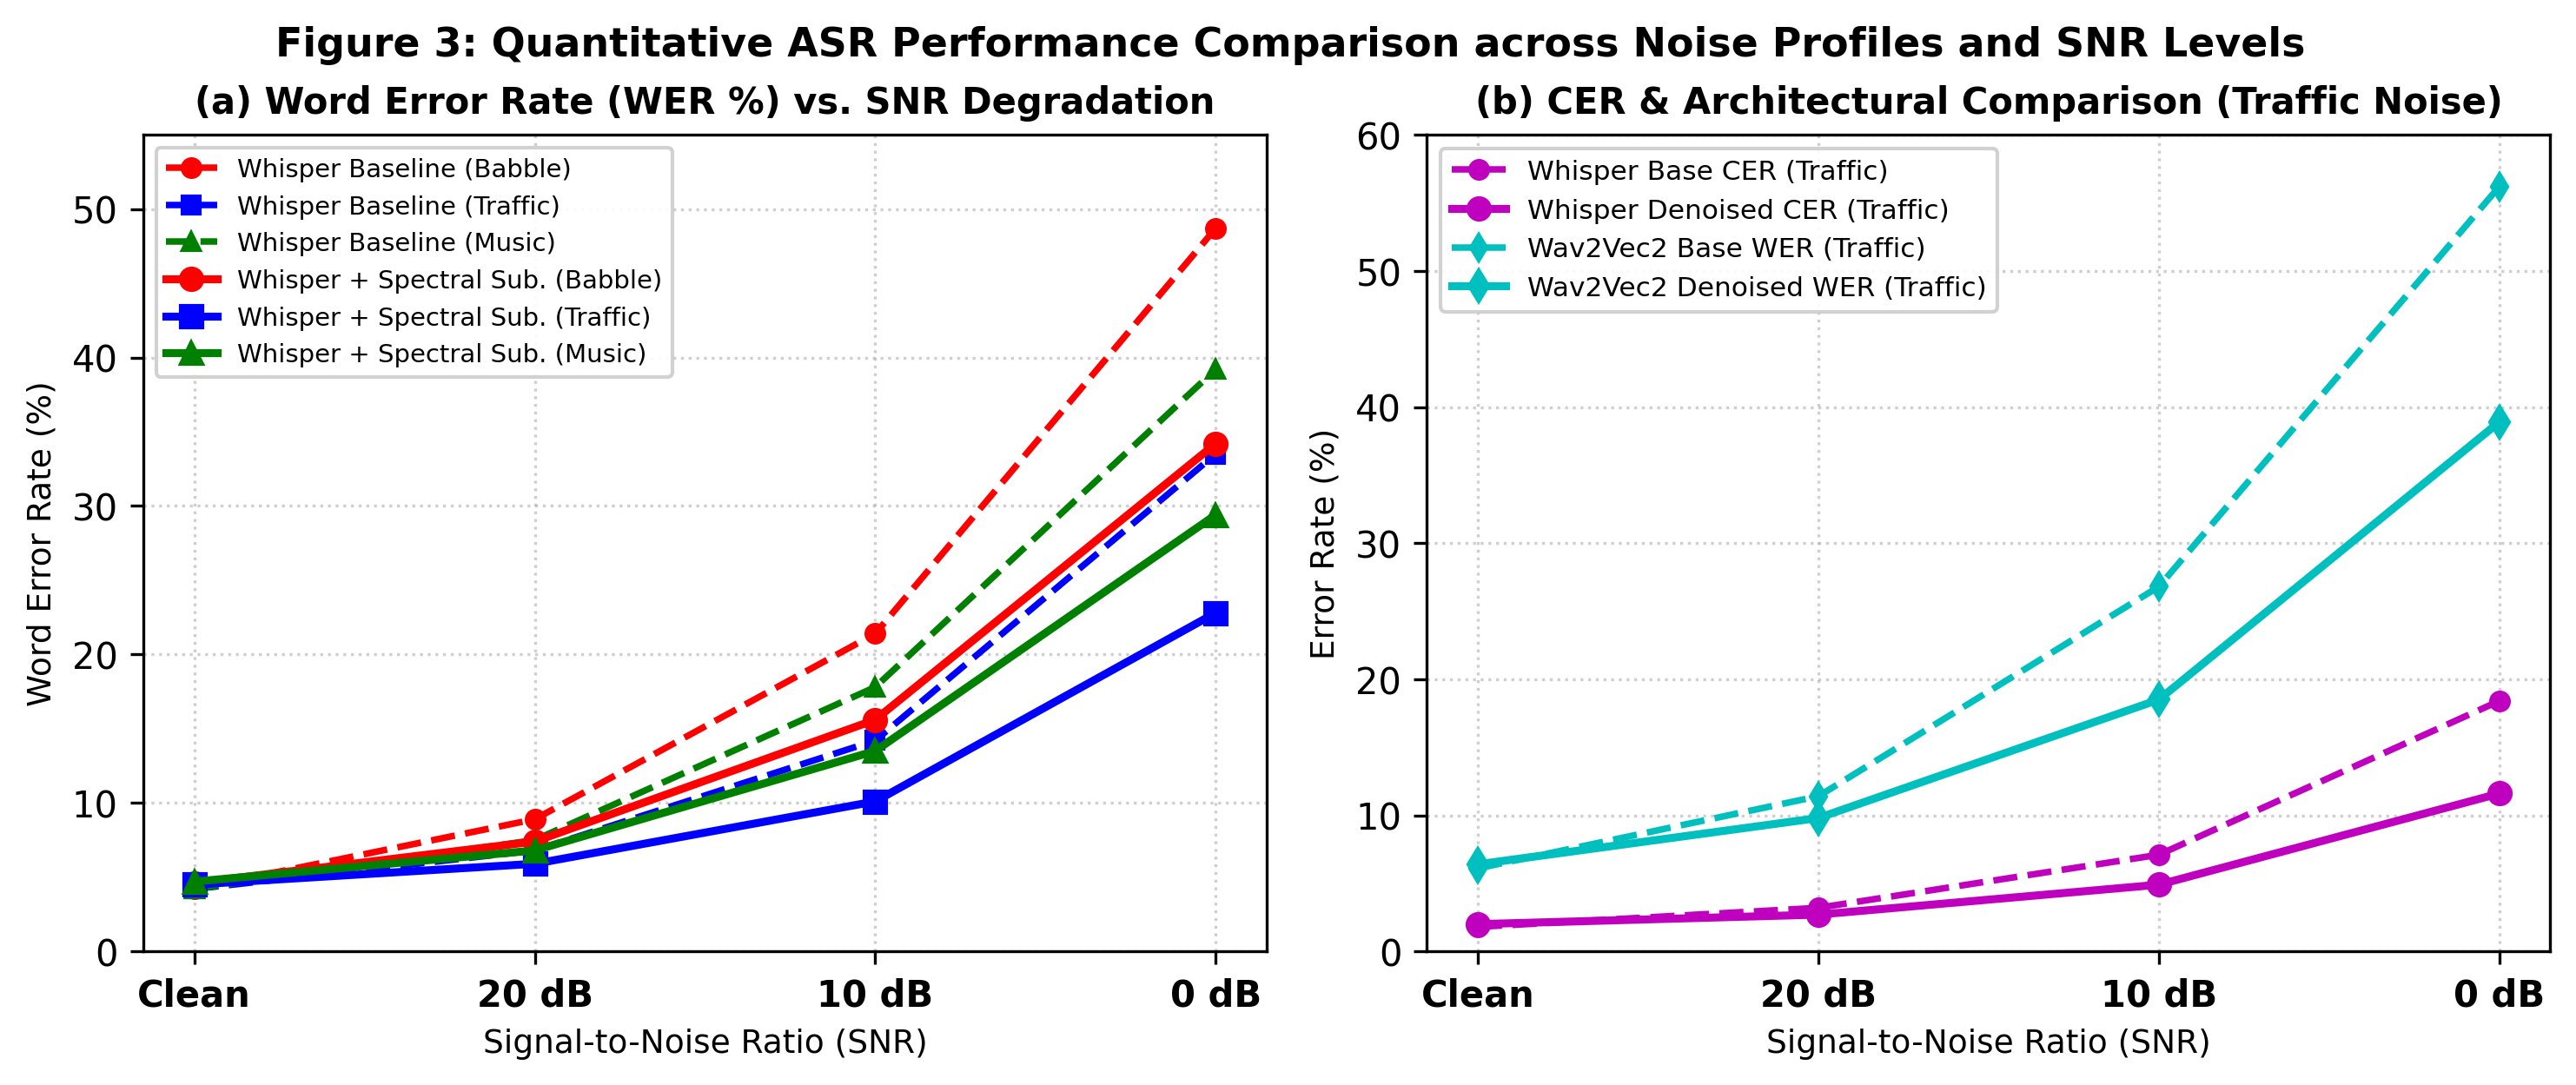 Figure 3: Quantitative ASR Performance Comparison across Noise Profiles and SNR Levels
(a) Word Error Rate (WER %) vs. SNR Degradation
Whisper Baseline (Babble)
Whisper Baseline (Traffic)
Whisper Baseline (Music)
Whisper + Spectral Sub. (Babble)
Whisper + Spectral Sub. (Traffic)
Whisper + Spectral Sub. (Music)
Word Error Rate (%)
50
40
30
20
10
0
Clean 20 dB 10 dB 0 dB
Signal-to-Noise Ratio (SNR)
(b) CER & Architectural Comparison (Traffic Noise)
Whisper Base CER (Traffic)
Whisper Denoised CER (Traffic)
Wav2Vec2 Base WER (Traffic)
Wav2Vec2 Denoised WER (Traffic)
Error Rate (%)
60
50
40
30
20
10
0
Clean 20 dB 10 dB 0 dB
Signal-to-Noise Ratio (SNR)